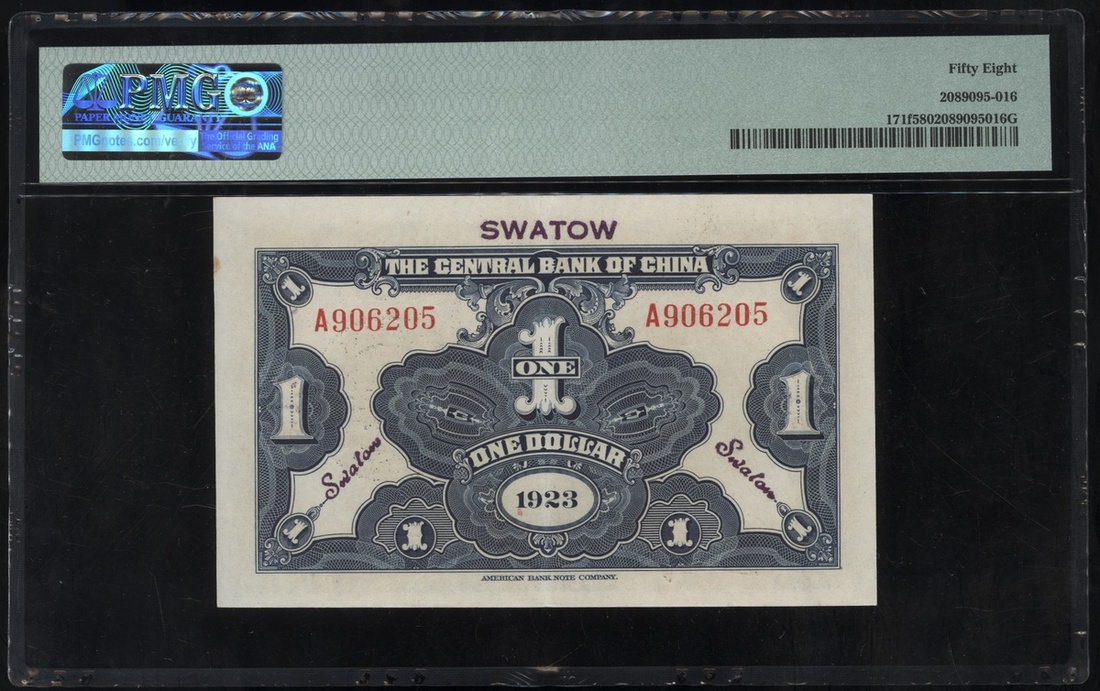 PMG
PAPER MONEY GUARANTY
PMGnotes.com/verify
The Official Grading
Service of the ANA
Fifty Eight
2089095-016
171f5802089095016G
SWATOW
THE CENTRAL BANK OF CHINA
1 1
A906205 A906205
1
ONE
1 1
ONE DOLLAR
Swatow Swatow
1923
1 1 1 1
AMERICAN BANK NOTE COMPANY.